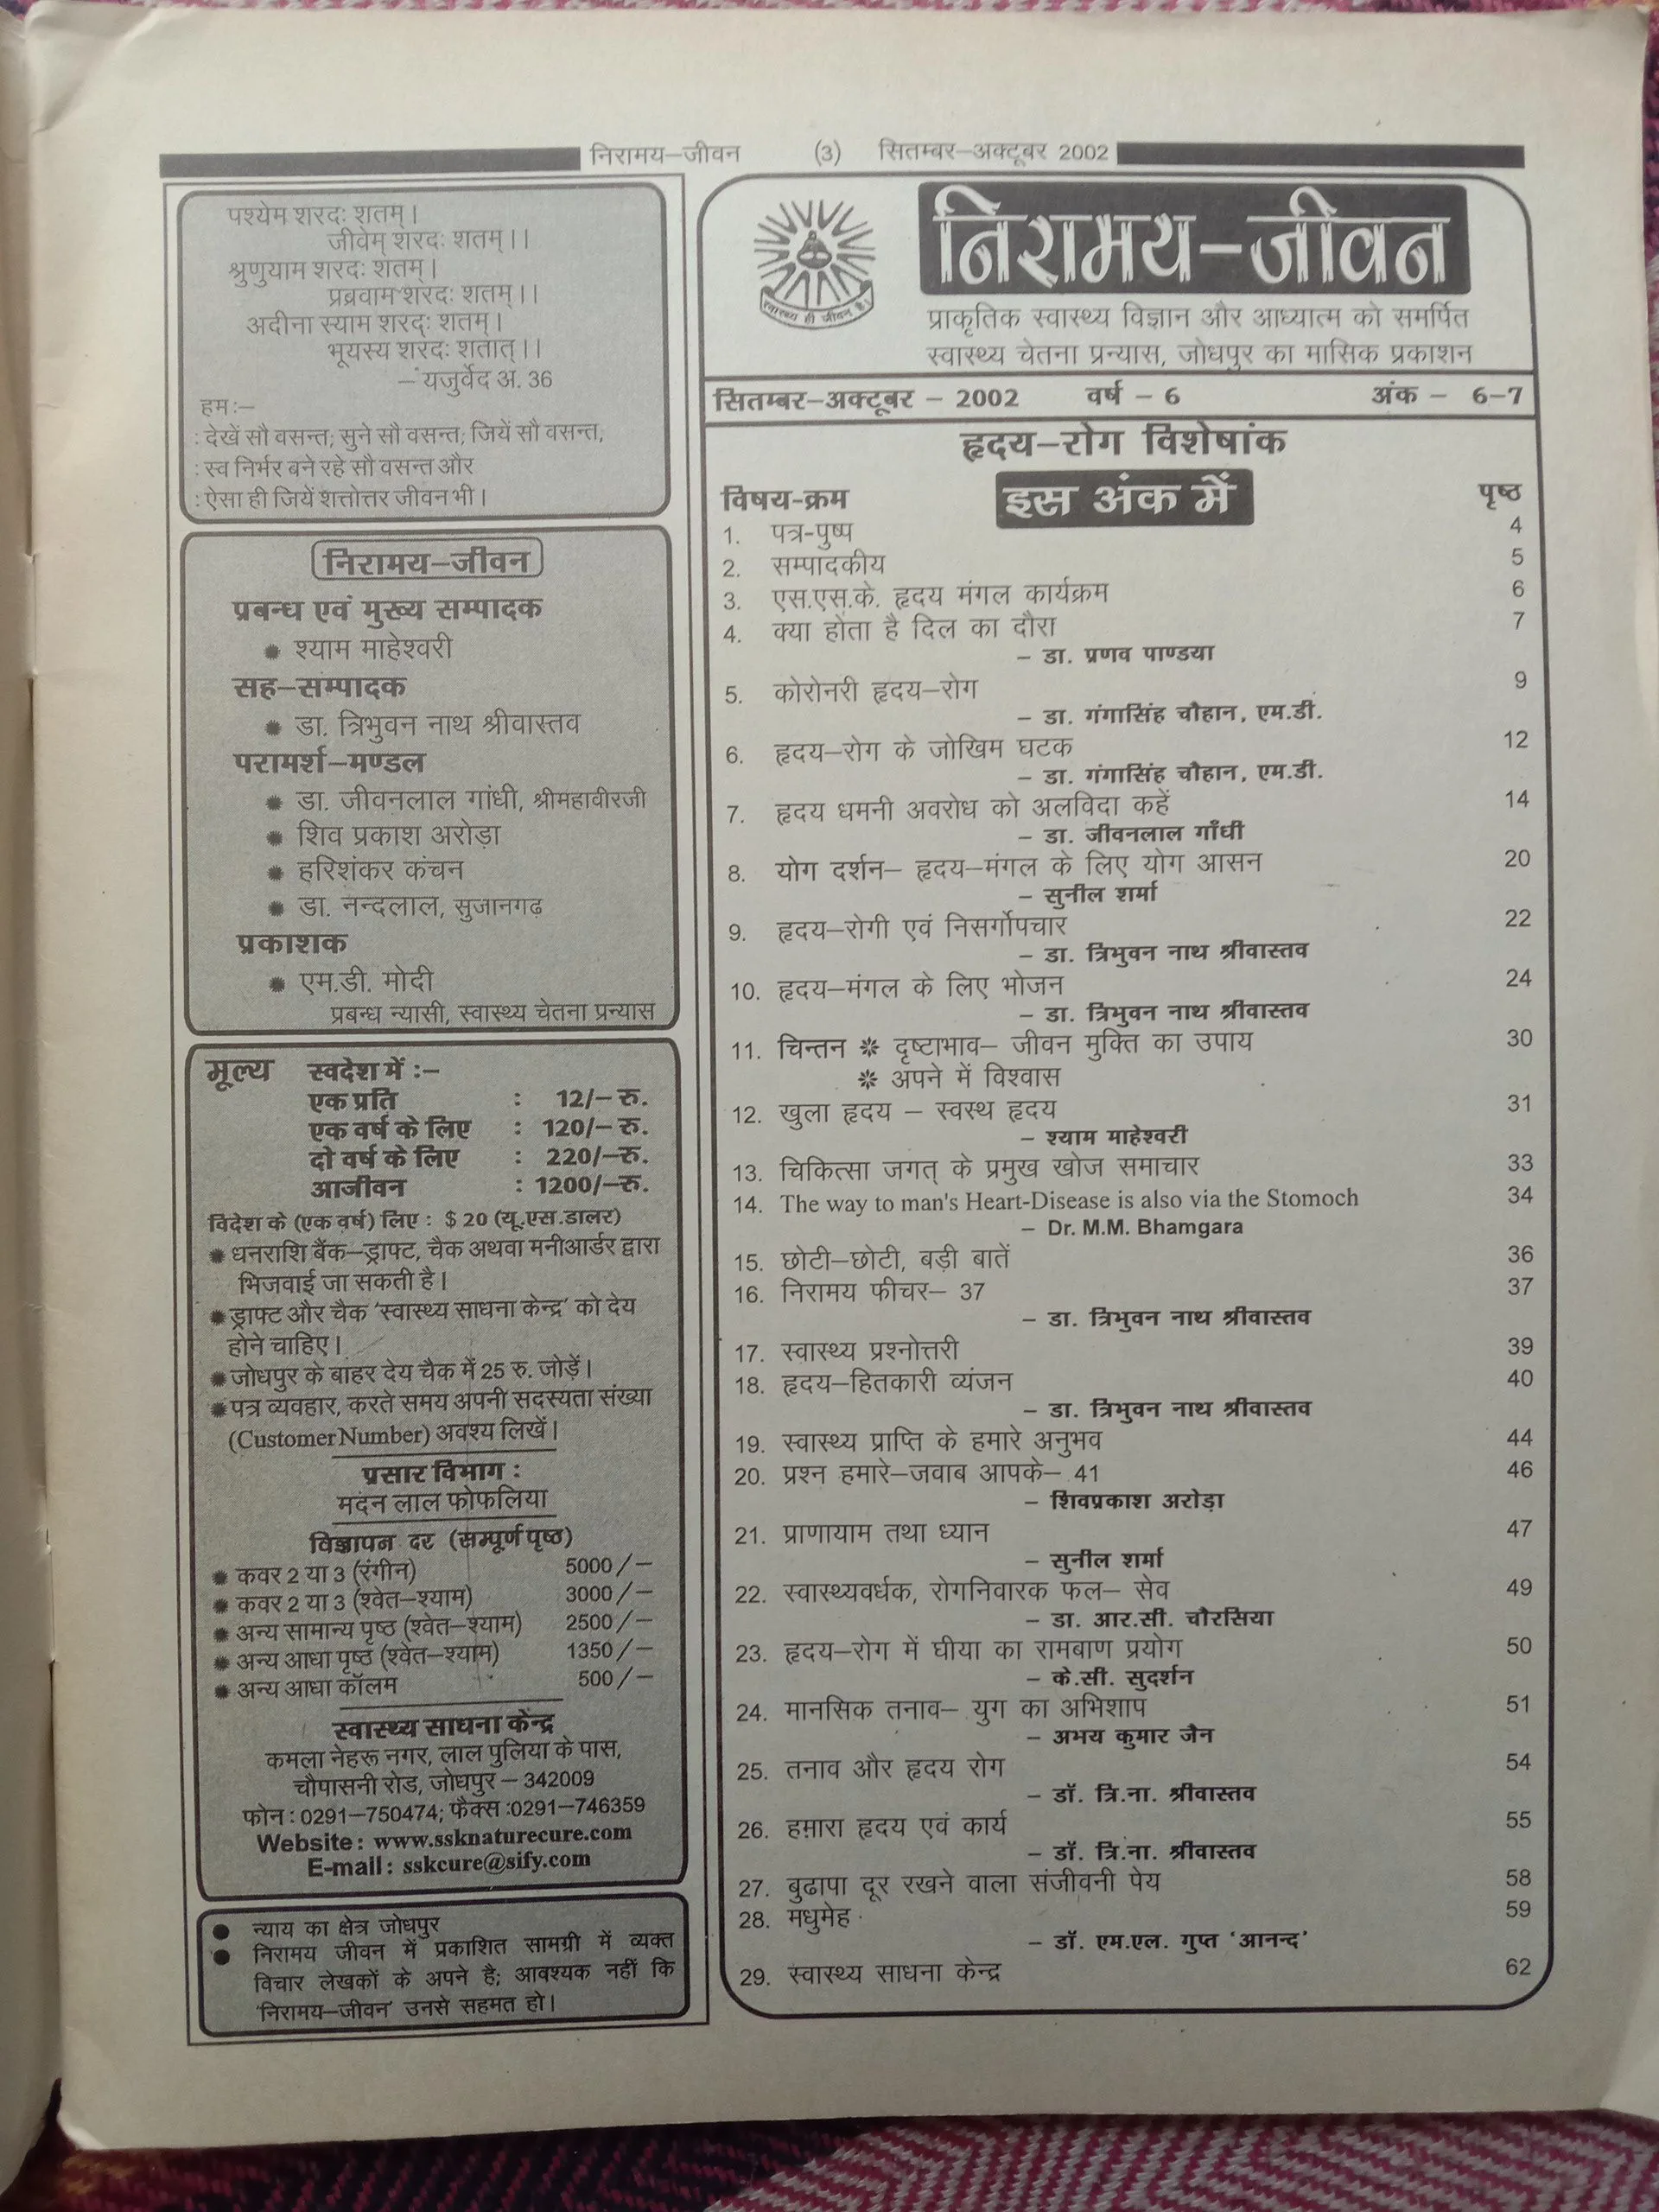 निरामय–जीवन (3) सितम्बर–अक्टूबर 2002
पश्येम शरदः शतम्।
जीवेम् शरदः शतम्।।
श्रुणुयाम शरदः शतम्।
प्रब्रवाम शरदः शतम्।।
अदीना स्याम शरदः शतम्।
भूयस्य शरदः शतात्।।
– यजुर्वेद अ. 36
हमः–
: देखें सौ वसन्त; सुने सौ वसन्त; जियें सौ वसन्त,
: स्व निर्भर बने रहे सौ वसन्त और
: ऐसा ही जियें शत्तोत्तर जीवन भी।
निरामय–जीवन
प्रबन्ध एवं मुख्य सम्पादक
श्याम माहेश्वरी
सह–सम्पादक
डा. त्रिभुवन नाथ श्रीवास्तव
परामर्श–मण्डल
डा. जीवनलाल गांधी, श्रीमहावीरजी
शिव प्रकाश अरोड़ा
हरिशंकर कंचन
डा. नन्दलाल, सुजानगढ़
प्रकाशक
एम.डी. मोदी
प्रबन्ध न्यासी, स्वास्थ्य चेतना प्रन्यास
मूल्य स्वदेश में :–
एक प्रति : 12/– रु.
एक वर्ष के लिए : 120/– रु.
दो वर्ष के लिए : 220/–रु.
आजीवन : 1200/–रु.
विदेश के (एक वर्ष) लिए : $ 20 (यू.एस.डालर)
धनराशि बैंक–ड्राफ्ट, चैक अथवा मनीआर्डर द्वारा
भिजवाई जा सकती है।
ड्राफ्ट और चैक 'स्वास्थ्य साधना केन्द्र' को देय
होने चाहिए।
जोधपुर के बाहर देय चैक में 25 रु. जोड़ें।
पत्र व्यवहार, करते समय अपनी सदस्यता संख्या
(Customer Number) अवश्य लिखें।
प्रसार विभाग :
मदन लाल फोफलिया
विज्ञापन दर (सम्पूर्ण पृष्ठ)
कवर 2 या 3 (रंगीन) 5000/–
कवर 2 या 3 (श्वेत–श्याम) 3000/–
अन्य सामान्य पृष्ठ (श्वेत–श्याम) 2500/–
अन्य आधा पृष्ठ (श्वेत–श्याम) 1350/–
अन्य आधा कॉलम 500/–
स्वास्थ्य साधना केन्द्र
कमला नेहरू नगर, लाल पुलिया के पास,
चौपासनी रोड, जोधपुर – 342009
फोन : 0291–750474; फैक्स :0291–746359
Website : www.ssknaturecure.com
E-mail : sskcure@sify.com
● न्याय का क्षेत्र जोधपुर
● निरामय जीवन में प्रकाशित सामग्री में व्यक्त
विचार लेखकों के अपने है; आवश्यक नहीं कि
'निरामय–जीवन' उनसे सहमत हो।
स्वास्थ्य ही जीवन है।
निरामय–जीवन
प्राकृतिक स्वास्थ्य विज्ञान और आध्यात्म को समर्पित
स्वास्थ्य चेतना प्रन्यास, जोधपुर का मासिक प्रकाशन
सितम्बर–अक्टूबर – 2002 वर्ष – 6 अंक – 6–7
हृदय–रोग विशेषांक
विषय-क्रम इस अंक में पृष्ठ
1. पत्र-पुष्प 4
2. सम्पादकीय 5
3. एस.एस.के. हृदय मंगल कार्यक्रम 6
4. क्या होता है दिल का दौरा 7
– डा. प्रणव पाण्डया
5. कोरोनरी हृदय–रोग 9
– डा. गंगासिंह चौहान, एम.डी.
6. हृदय–रोग के जोखिम घटक 12
– डा. गंगासिंह चौहान, एम.डी.
7. हृदय धमनी अवरोध को अलविदा कहें 14
– डा. जीवनलाल गाँधी
8. योग दर्शन– हृदय–मंगल के लिए योग आसन 20
– सुनील शर्मा
9. हृदय–रोगी एवं निसर्गोपचार 22
– डा. त्रिभुवन नाथ श्रीवास्तव
10. हृदय–मंगल के लिए भोजन 24
– डा. त्रिभुवन नाथ श्रीवास्तव
11. चिन्तन ❋ दृष्टाभाव– जीवन मुक्ति का उपाय 30
❋ अपने में विश्वास
12. खुला हृदय – स्वस्थ हृदय 31
– श्याम माहेश्वरी
13. चिकित्सा जगत् के प्रमुख खोज समाचार 33
14. The way to man's Heart-Disease is also via the Stomoch 34
– Dr. M.M. Bhamgara
15. छोटी–छोटी, बड़ी बातें 36
16. निरामय फीचर– 37 37
– डा. त्रिभुवन नाथ श्रीवास्तव
17. स्वास्थ्य प्रश्नोत्तरी 39
18. हृदय–हितकारी व्यंजन 40
– डा. त्रिभुवन नाथ श्रीवास्तव
19. स्वास्थ्य प्राप्ति के हमारे अनुभव 44
20. प्रश्न हमारे–जवाब आपके– 41 46
– शिवप्रकाश अरोड़ा
21. प्राणायाम तथा ध्यान 47
– सुनील शर्मा
22. स्वास्थ्यवर्धक, रोगनिवारक फल– सेव 49
– डा. आर.सी. चौरसिया
23. हृदय–रोग में घीया का रामबाण प्रयोग 50
– के.सी. सुदर्शन
24. मानसिक तनाव– युग का अभिशाप 51
– अभय कुमार जैन
25. तनाव और हृदय रोग 54
– डॉ. त्रि.ना. श्रीवास्तव
26. हमारा हृदय एवं कार्य 55
– डॉ. त्रि.ना. श्रीवास्तव
27. बुढापा दूर रखने वाला संजीवनी पेय 58
28. मधुमेह 59
– डॉ. एम.एल. गुप्त 'आनन्द'
29. स्वास्थ्य साधना केन्द्र 62